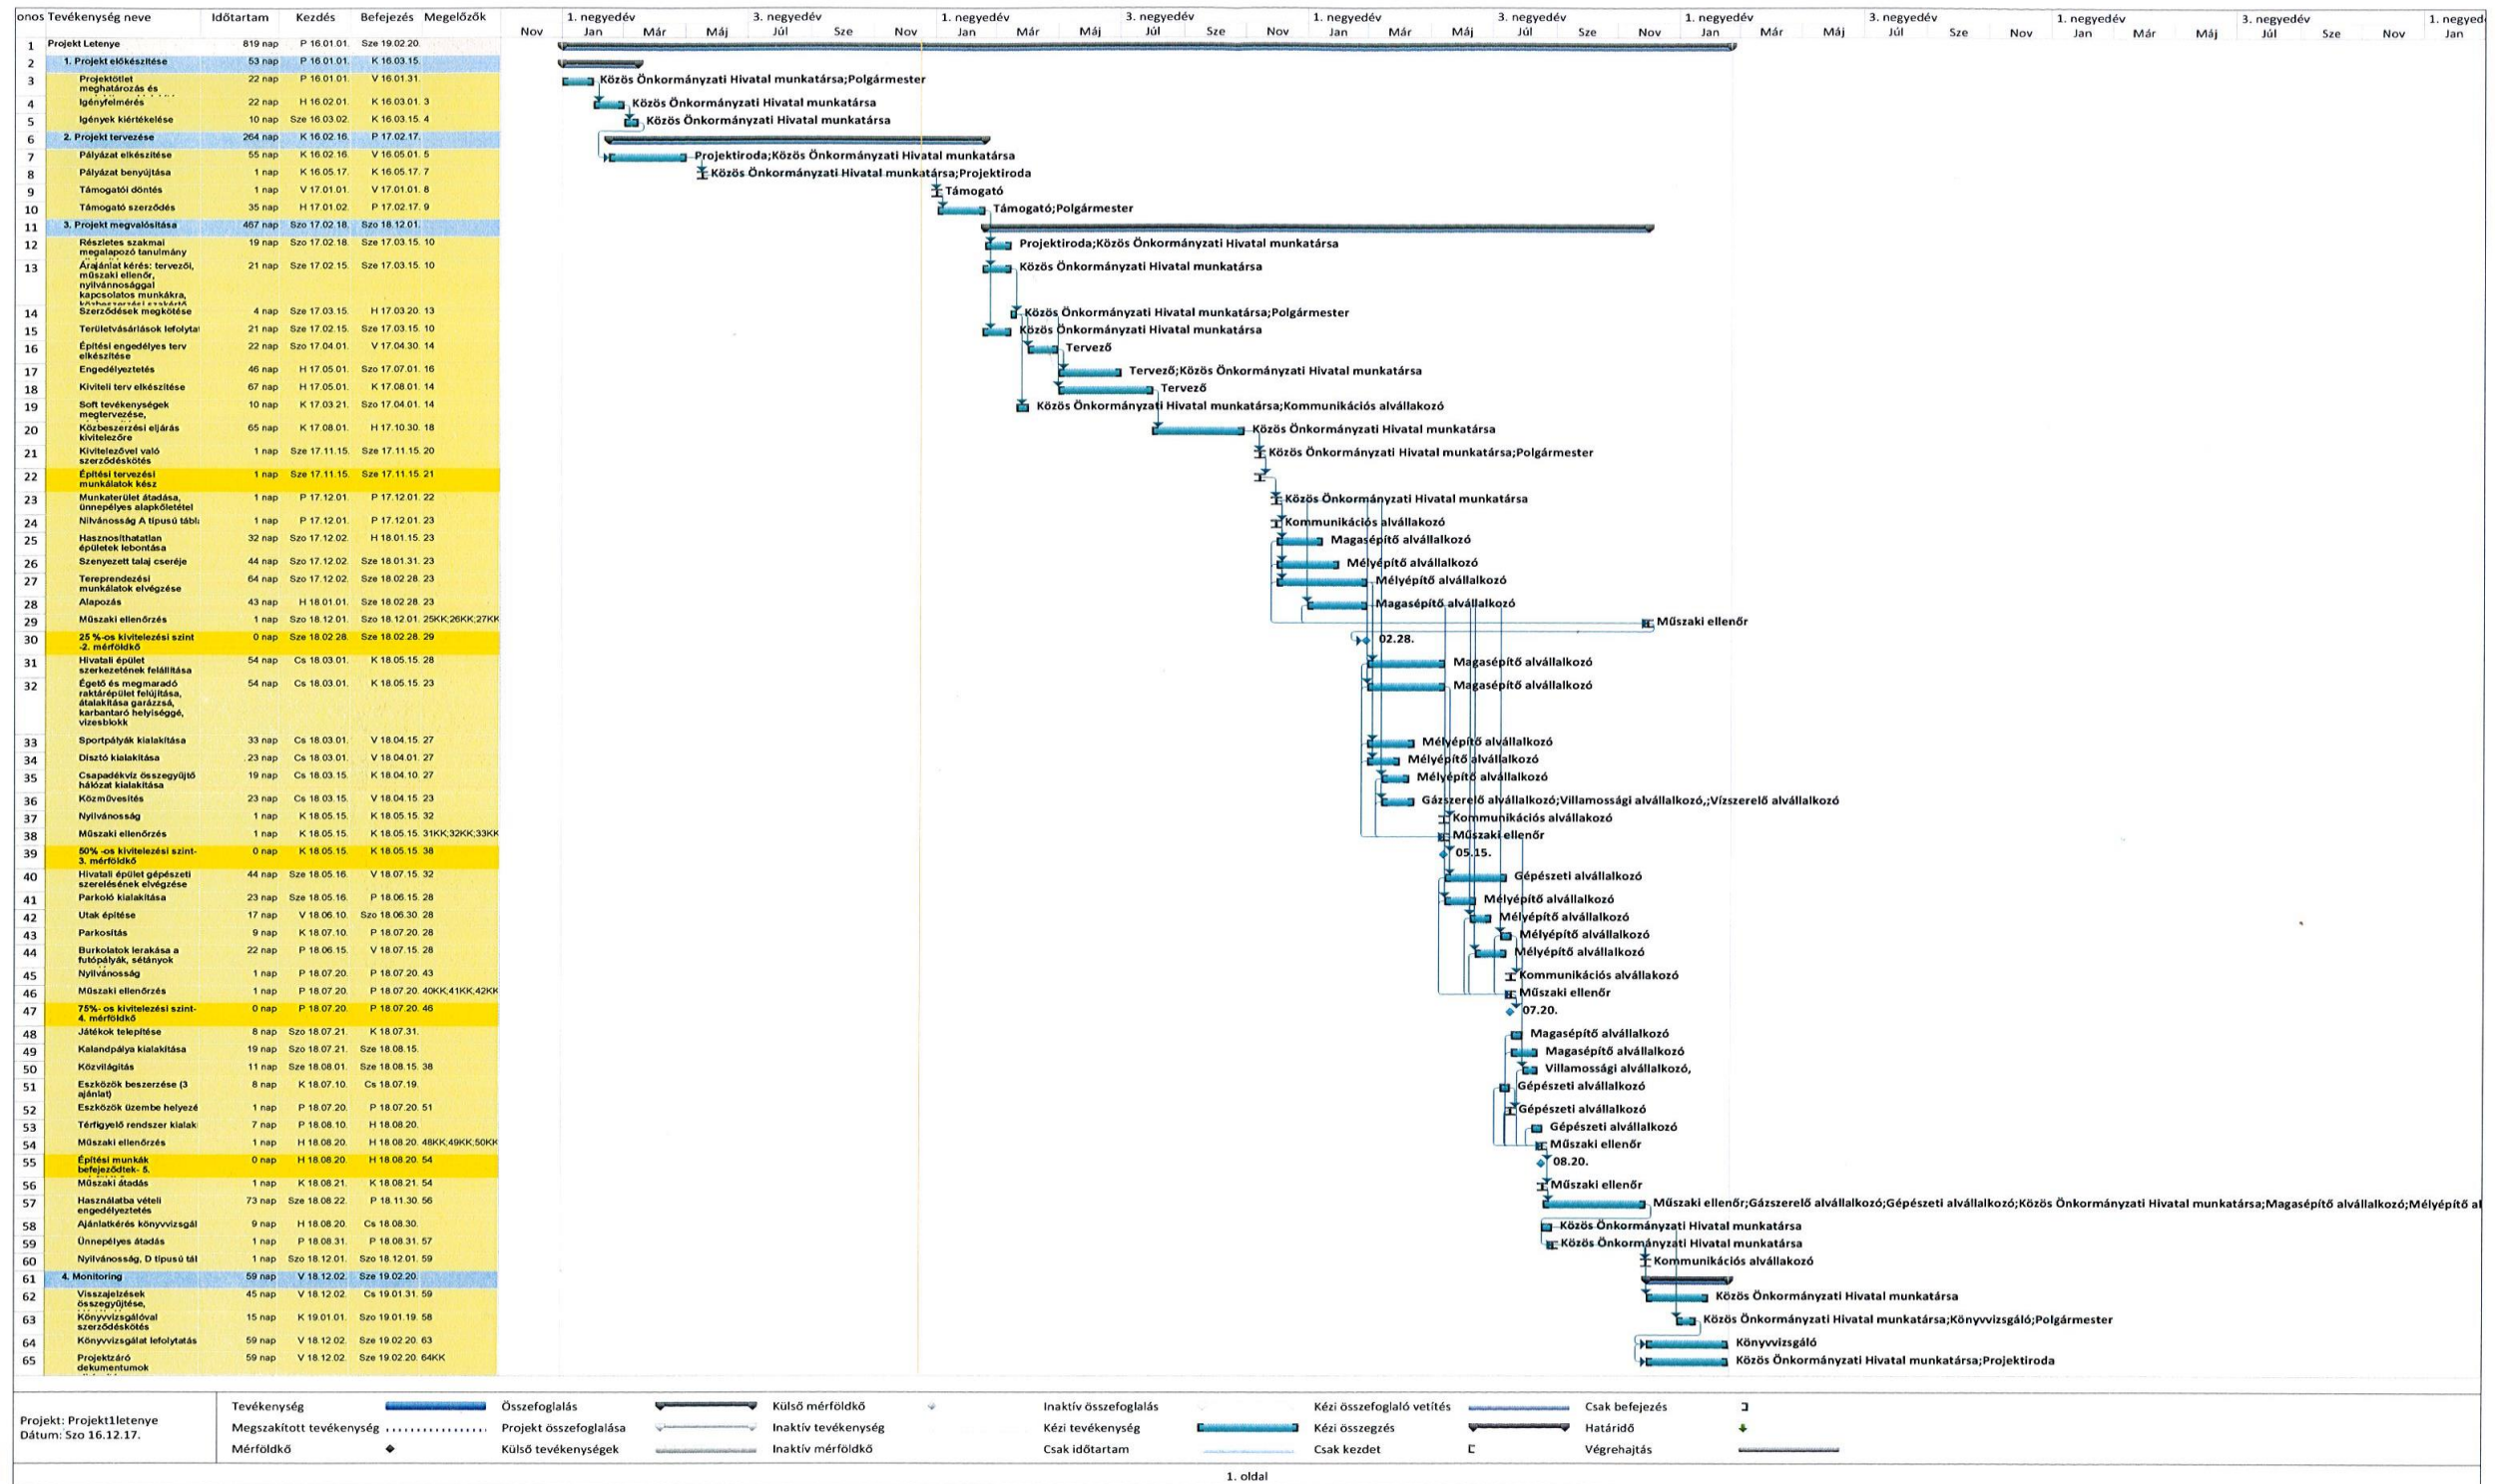 onos Tevékenység neve Időtartam Kezdés Befejezés Megelőzők 1. negyedév 3. negyedév 1. negyedév 3. negyedév 1. negyedév 3. negyedév 1. negyedév 3. negyedév 1. negyedév 3. negyedév 1. negyed
Nov Jan Már Máj Júl Sze Nov Jan Már Máj Júl Sze Nov Jan Már Máj Júl Sze Nov Jan Már Máj Júl Sze Nov Jan Már Máj Júl Sze Nov Jan
1 Projekt Letenye 819 nap P 16.01.01. Sze 19.02.20.
2 1. Projekt előkészítése 53 nap P 16.01.01. K 16.03.15.
3 Projektötlet 22 nap P 16.01.01. V 16.01.31. Közös Önkormányzati Hivatal munkatársa;Polgármester
meghatározás és
4 Igényfelmérés 22 nap H 16.02.01. K 16.03.01. 3 Közös Önkormányzati Hivatal munkatársa
5 Igények kiértékelése 10 nap Sze 16.03.02. K 16.03.15. 4 Közös Önkormányzati Hivatal munkatársa
6 2. Projekt tervezése 264 nap K 16.02.16. P 17.02.17.
7 Pályázat elkészítése 55 nap K 16.02.16. V 16.05.01. 5 Projektiroda;Közös Önkormányzati Hivatal munkatársa
8 Pályázat benyújtása 1 nap K 16.05.17. K 16.05.17. 7 Közös Önkormányzati Hivatal munkatársa;Projektiroda
9 Támogatói döntés 1 nap V 17.01.01. V 17.01.01. 8 Támogató
10 Támogató szerződés 35 nap H 17.01.02. P 17.02.17. 9 Támogató;Polgármester
11 3. Projekt megvalósítása 467 nap Szo 17.02.18. Szo 18.12.01.
12 Részletes szakmai 19 nap Szo 17.02.18. Sze 17.03.15. 10 Projektiroda;Közös Önkormányzati Hivatal munkatársa
megalapozó tanulmány
13 Árajánlat kérés: tervezői, 21 nap Sze 17.02.15. Sze 17.03.15. 10 Közös Önkormányzati Hivatal munkatársa
műszaki ellenőr,
nyilvánnosággal
kapcsolatos munkákra,
közbeszerzési szakértő
14 Szerződések megkötése 4 nap Sze 17.03.15. H 17.03.20. 13 Közös Önkormányzati Hivatal munkatársa;Polgármester
15 Területvásárlások lefolyta 21 nap Sze 17.02.15. Sze 17.03.15. 10 Közös Önkormányzati Hivatal munkatársa
16 Építési engedélyes terv 22 nap Szo 17.04.01. V 17.04.30. 14 Tervező
elkészítése
17 Engedélyeztetés 46 nap H 17.05.01. Szo 17.07.01. 16 Tervező;Közös Önkormányzati Hivatal munkatársa
18 Kiviteli terv elkészítése 67 nap H 17.05.01. K 17.08.01. 14 Tervező
19 Soft tevékenységek 10 nap K 17.03.21. Szo 17.04.01. 14 Közös Önkormányzati Hivatal munkatársa;Kommunikációs alvállakozó
megtervezése,
20 Közbeszerzési eljárás 65 nap K 17.08.01. H 17.10.30. 18 Közös Önkormányzati Hivatal munkatársa
kivitelezőre
21 Kivitelezővel való 1 nap Sze 17.11.15. Sze 17.11.15. 20 Közös Önkormányzati Hivatal munkatársa;Polgármester
szerződéskötés
22 Építési tervezési 1 nap Sze 17.11.15. Sze 17.11.15. 21
munkálatok kész
23 Munkaterület átadása, 1 nap P 17.12.01. P 17.12.01. 22 Közös Önkormányzati Hivatal munkatársa
ünnepélyes alapkőletétel
24 Nilvánosság A típusú tábla 1 nap P 17.12.01. P 17.12.01. 23 Kommunikációs alvállakozó
25 Hasznosíthatatlan 32 nap Szo 17.12.02. H 18.01.15. 23 Magasépítő alvállalkozó
épületek lebontása
26 Szenyezett talaj cseréje 44 nap Szo 17.12.02. Sze 18.01.31. 23 Mélyépítő alvállalkozó
27 Tereprendezési 64 nap Szo 17.12.02. Sze 18.02.28. 23 Mélyépítő alvállalkozó
munkálatok elvégzése
28 Alapozás 43 nap H 18.01.01. Sze 18.02.28. 23 Magasépítő alvállalkozó
29 Műszaki ellenőrzés 1 nap Szo 18.12.01. Szo 18.12.01. 25KK;26KK;27KK Műszaki ellenőr
30 25 %-os kivitelezési szint 0 nap Sze 18.02.28. Sze 18.02.28. 29 02.28.
-2. mérföldkő
31 Hivatali épület 54 nap Cs 18.03.01. K 18.05.15. 28 Magasépítő alvállalkozó
szerkezetének felállítása
32 Égető és megmaradó 54 nap Cs 18.03.01. K 18.05.15. 23 Magasépítő alvállalkozó
raktárépület felújítása,
átalakítása garázzsá,
karbantaró helyiséggé,
vizesblokk
33 Sportpályák kialakítása 33 nap Cs 18.03.01. V 18.04.15. 27 Mélyépítő alvállalkozó
34 Dísztó kialakítása 23 nap Cs 18.03.01. V 18.04.01. 27 Mélyépítő alvállalkozó
35 Csapadékvíz összegyűjtő 19 nap Cs 18.03.15. K 18.04.10. 27 Mélyépítő alvállalkozó
hálózat kialakítása
36 Közművesítés 23 nap Cs 18.03.15. V 18.04.15. 23 Gázszerelő alvállalkozó;Villamossági alvállalkozó,;Vízszerelő alvállalkozó
37 Nyilvánosság 1 nap K 18.05.15. K 18.05.15. 32 Kommunikációs alvállakozó
38 Műszaki ellenőrzés 1 nap K 18.05.15. K 18.05.15. 31KK;32KK;33KK Műszaki ellenőr
39 50% -os kivitelezési szint- 0 nap K 18.05.15. K 18.05.15. 38 05.15.
3. mérföldkő
40 Hivatali épület gépészeti 44 nap Sze 18.05.16. V 18.07.15. 32 Gépészeti alvállalkozó
szerelésének elvégzése
41 Parkoló kialakítása 23 nap Sze 18.05.16. P 18.06.15. 28 Mélyépítő alvállalkozó
42 Utak építése 17 nap V 18.06.10. Szo 18.06.30. 28 Mélyépítő alvállalkozó
43 Parkosítás 9 nap K 18.07.10. P 18.07.20. 28 Mélyépítő alvállalkozó
44 Burkolatok lerakása a 22 nap P 18.06.15. V 18.07.15. 28 Mélyépítő alvállalkozó
futópályák, sétányok
45 Nyilvánosság 1 nap P 18.07.20. P 18.07.20. 43 Kommunikációs alvállakozó
46 Műszaki ellenőrzés 1 nap P 18.07.20. P 18.07.20. 40KK;41KK;42KK Műszaki ellenőr
47 75%- os kivitelezési szint- 0 nap P 18.07.20. P 18.07.20. 46 07.20.
4. mérföldkő
48 Játékok telepítése 8 nap Szo 18.07.21. K 18.07.31. Magasépítő alvállalkozó
49 Kalandpálya kialakítása 19 nap Szo 18.07.21. Sze 18.08.15. Magasépítő alvállalkozó
50 Közvilágítás 11 nap Sze 18.08.01. Sze 18.08.15. 38 Villamossági alvállalkozó,
51 Eszközök beszerzése (3 8 nap K 18.07.10. Cs 18.07.19. Gépészeti alvállalkozó
ajánlat)
52 Eszközök üzembe helyezé 1 nap P 18.07.20. P 18.07.20. 51 Gépészeti alvállalkozó
53 Térfigyelő rendszer kialak 7 nap P 18.08.10. H 18.08.20. Gépészeti alvállalkozó
54 Műszaki ellenőrzés 1 nap H 18.08.20. H 18.08.20. 48KK;49KK;50KK Műszaki ellenőr
55 Építési munkák 0 nap H 18.08.20. H 18.08.20. 54 08.20.
befejeződtek- 5.
56 Műszaki átadás 1 nap K 18.08.21. K 18.08.21. 54 Műszaki ellenőr
57 Használatba vételi 73 nap Sze 18.08.22. P 18.11.30. 56 Műszaki ellenőr;Gázszerelő alvállalkozó;Gépészeti alvállalkozó;Közös Önkormányzati Hivatal munkatársa;Magasépítő alvállalkozó;Mélyépítő al
engedélyeztetés
58 Ajánlatkérés könyvvizsgál 9 nap H 18.08.20. Cs 18.08.30. Közös Önkormányzati Hivatal munkatársa
59 Ünnepélyes átadás 1 nap P 18.08.31. P 18.08.31. 57 Közös Önkormányzati Hivatal munkatársa
60 Nyilvánosság, D típusú tál 1 nap Szo 18.12.01. Szo 18.12.01. 59 Kommunikációs alvállakozó
61 4. Monitoring 59 nap V 18.12.02. Sze 19.02.20.
62 Visszajelzések 45 nap V 18.12.02. Cs 19.01.31. 59 Közös Önkormányzati Hivatal munkatársa
összegyűjtése,
63 Könyvvizsgálóval 15 nap K 19.01.01. Szo 19.01.19. 58 Közös Önkormányzati Hivatal munkatársa;Könyvvizsgáló;Polgármester
szerződéskötés
64 Könyvvizsgálat lefolytatás 59 nap V 18.12.02. Sze 19.02.20. 63 Könyvvizsgáló
65 Projektzáró 59 nap V 18.12.02. Sze 19.02.20. 64KK Közös Önkormányzati Hivatal munkatársa;Projektiroda
dekumentumok
Projekt: Projekt1letenye
Dátum: Szo 16.12.17.
Tevékenység Összefoglalás Külső mérföldkő Inaktív összefoglalás Kézi összefoglaló vetítés Csak befejezés
Megszakított tevékenység Projekt összefoglalása Inaktív tevékenység Kézi tevékenység Kézi összegzés Határidő
Mérföldkő Külső tevékenységek Inaktív mérföldkő Csak időtartam Csak kezdet Végrehajtás
1. oldal